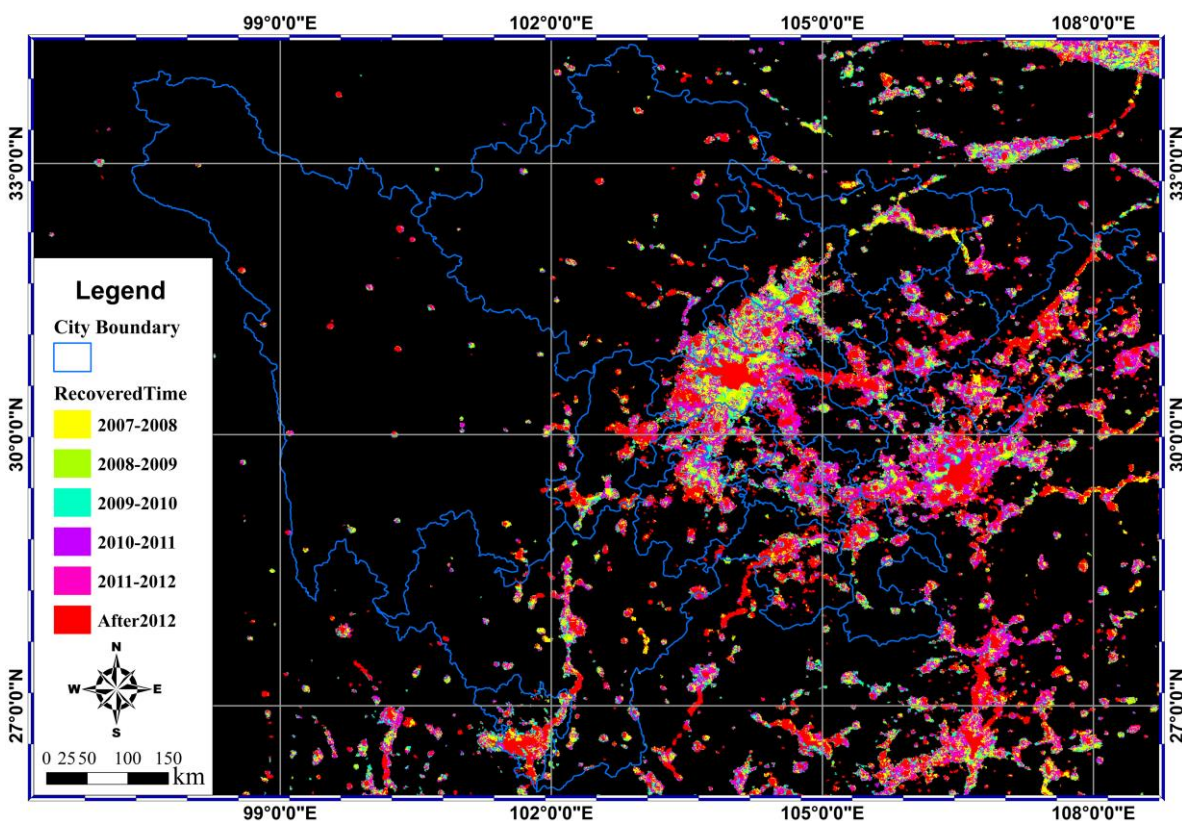 99°0'0"E 102°0'0"E 105°0'0"E 108°0'0"E
33°0'0"N
33°0'0"N
30°0'0"N
30°0'0"N
27°0'0"N
27°0'0"N
Legend
City Boundary
RecoveredTime
2007-2008
2008-2009
2009-2010
2010-2011
2011-2012
After2012
N
W E
S
0 25 50 100 150
km
99°0'0"E 102°0'0"E 105°0'0"E 108°0'0"E